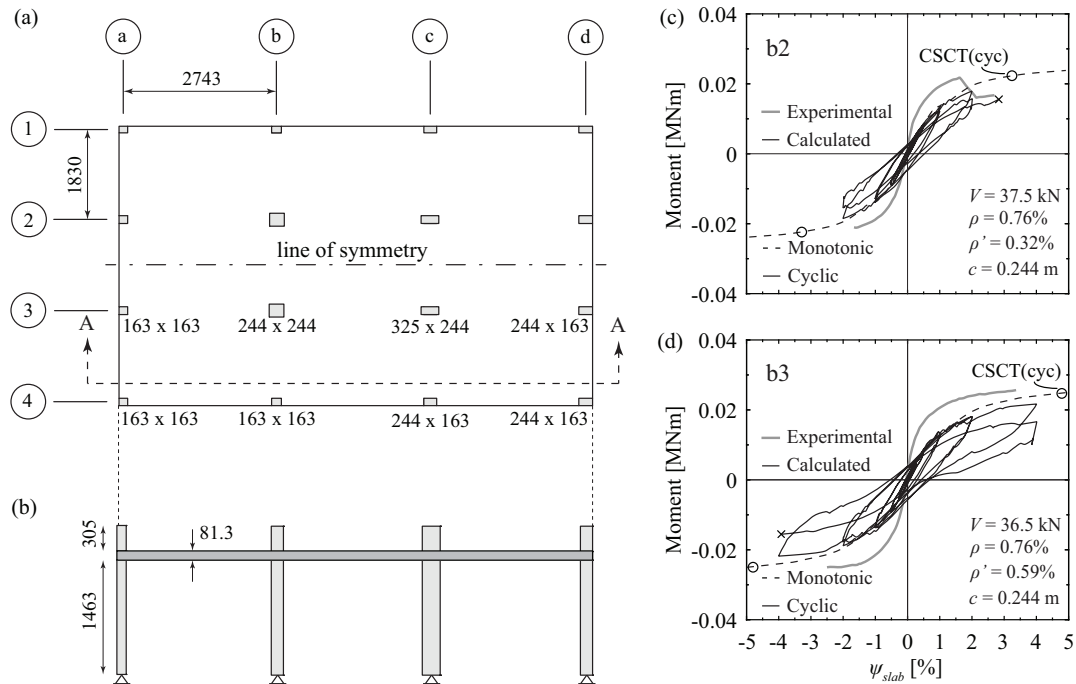 (a)
a
b
c
d
2743
1
1830
2
line of symmetry
3
A
A
163 x 163
244 x 244
325 x 244
244 x 163
4
163 x 163
163 x 163
244 x 163
244 x 163
(b)
305
81.3
1463
(c)
b2
CSCT(cyc)
Experimental
Calculated
V = 37.5 kN
ρ = 0.76%
ρ' = 0.32%
c = 0.244 m
Monotonic
Cyclic
Moment [MNm]
0.04
0.02
0
-0.02
-0.04
(d)
b3
CSCT(cyc)
Experimental
Calculated
V = 36.5 kN
ρ = 0.76%
ρ' = 0.59%
c = 0.244 m
Monotonic
Cyclic
Moment [MNm]
0.04
0.02
0
-0.02
-0.04
-5 -4 -3 -2 -1 0 1 2 3 4 5
ψslab [%]